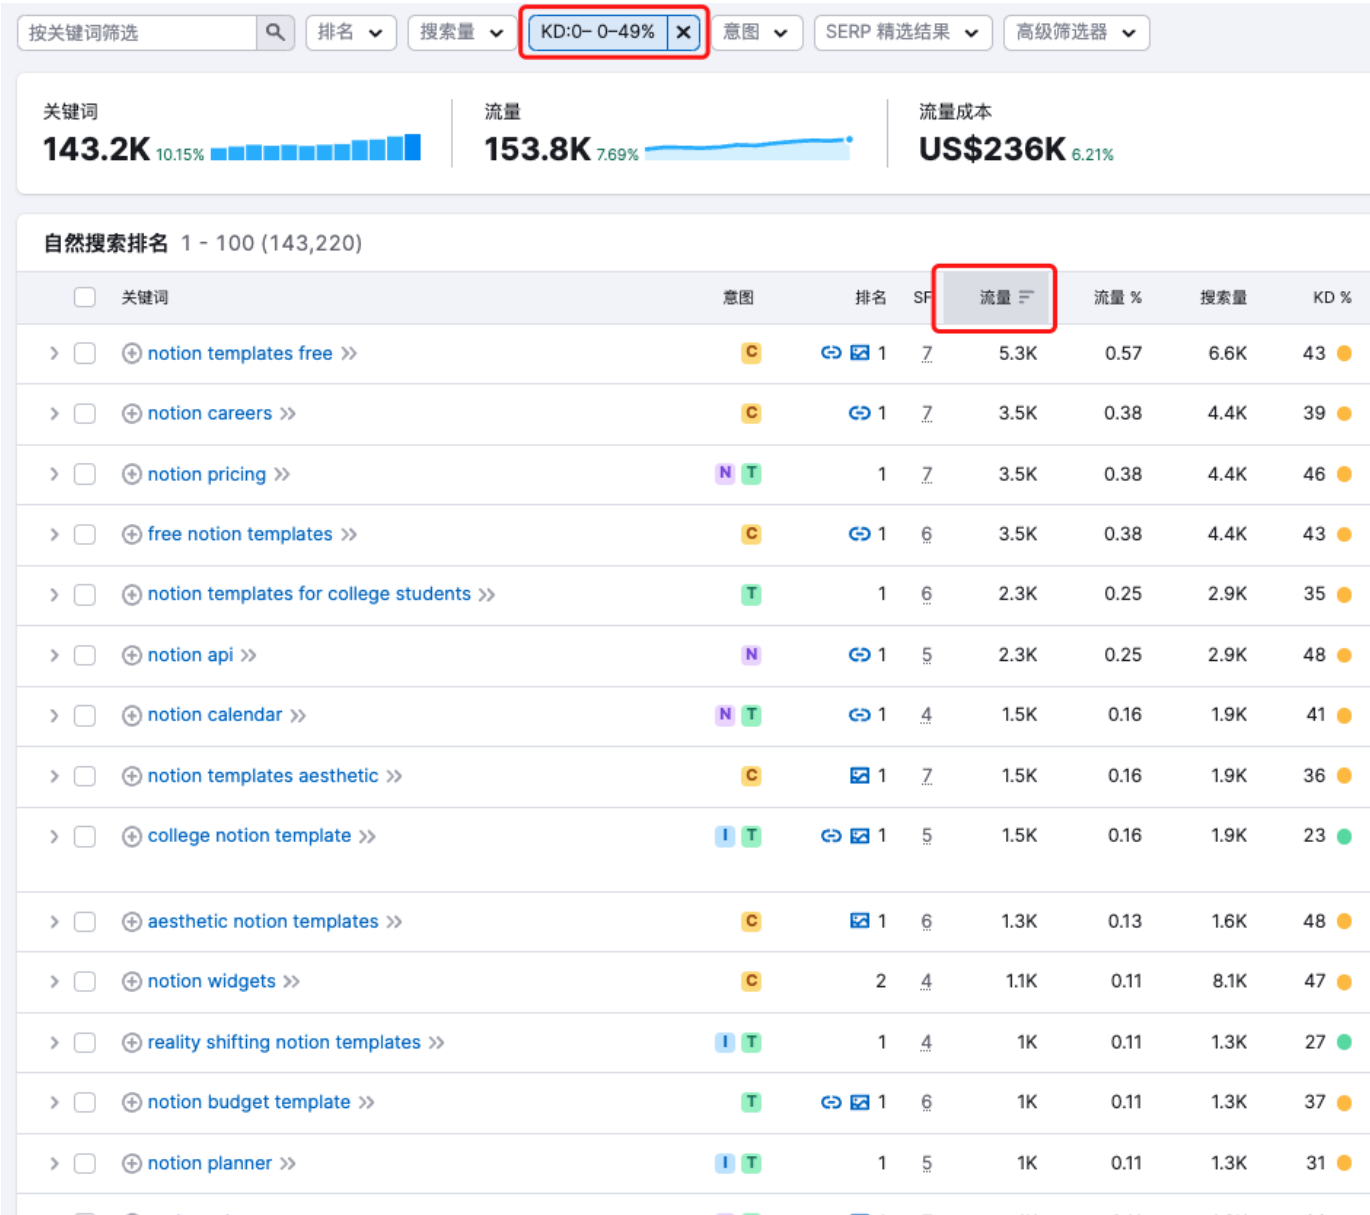 按关键词筛选 排名 搜索量 KD:0– 0–49% 意图 SERP 精选结果 高级筛选器
关键词 流量 流量成本
143.2K 10.15% 153.8K 7.69% US$236K 6.21%
自然搜索排名 1 - 100 (143,220)
关键词 意图 排名 SF 流量 流量 % 搜索量 KD %
notion templates free C 1 7 5.3K 0.57 6.6K 43
notion careers C 1 7 3.5K 0.38 4.4K 39
notion pricing N T 1 7 3.5K 0.38 4.4K 46
free notion templates C 1 6 3.5K 0.38 4.4K 43
notion templates for college students T 1 6 2.3K 0.25 2.9K 35
notion api N 1 5 2.3K 0.25 2.9K 48
notion calendar N T 1 4 1.5K 0.16 1.9K 41
notion templates aesthetic C 1 7 1.5K 0.16 1.9K 36
college notion template I T 1 5 1.5K 0.16 1.9K 23
aesthetic notion templates C 1 6 1.3K 0.13 1.6K 48
notion widgets C 2 4 1.1K 0.11 8.1K 47
reality shifting notion templates I T 1 4 1K 0.11 1.3K 27
notion budget template T 1 6 1K 0.11 1.3K 37
notion planner I T 1 5 1K 0.11 1.3K 31